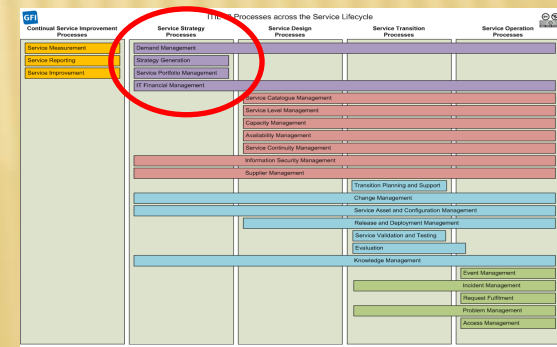 GFI
Processes across the Service Lifecycle
Continual Service Improvement
Processes
Service Strategy
Processes
Service Design
Processes
Service Transition
Processes
Service Operation
Processes
Service Measurement
Service Reporting
Service Improvement
Demand Management
Strategy Generation
Service Portfolio Management
IT Financial Management
Service Catalogue Management
Service Level Management
Capacity Management
Availability Management
Service Continuity Management
Information Security Management
Supplier Management
Transition Planning and Support
Change Management
Service Asset and Configuration Management
Release and Deployment Management
Service Validation and Testing
Evaluation
Knowledge Management
Event Management
Incident Management
Request Fulfilment
Problem Management
Access Management